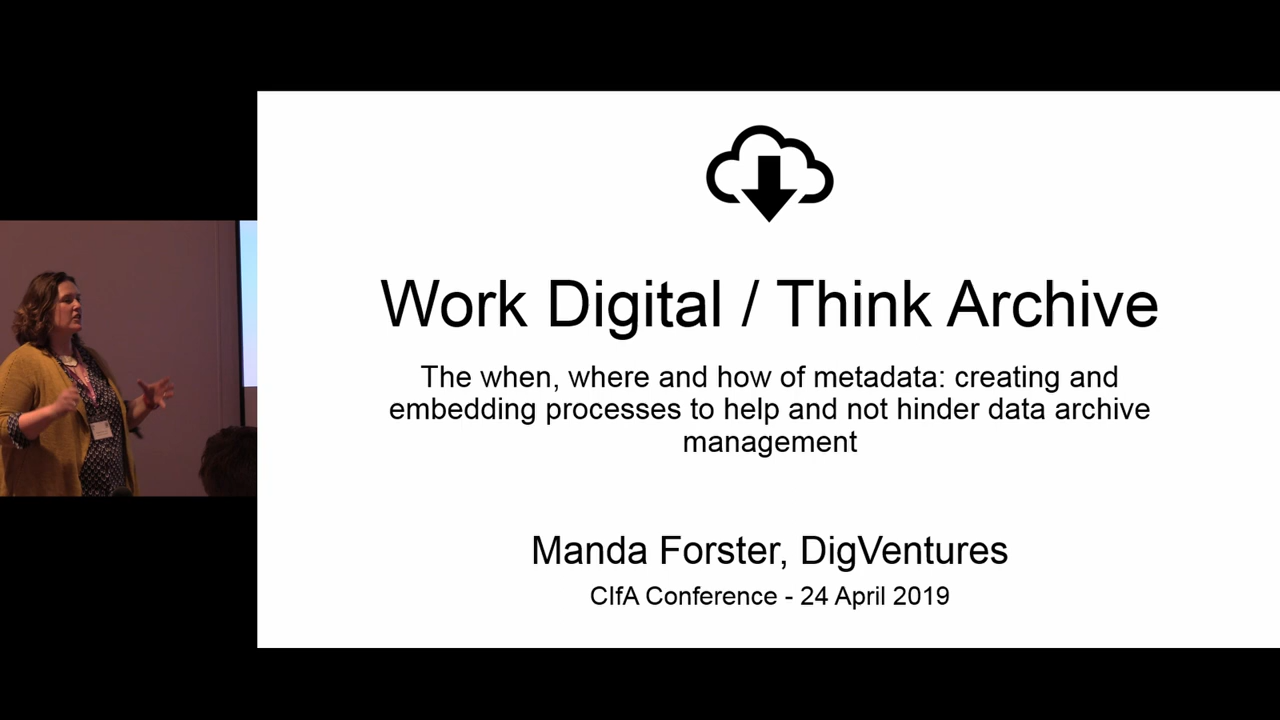 Work Digital / Think Archive
The when, where and how of metadata: creating and
embedding processes to help and not hinder data archive
management
Manda Forster, DigVentures
CIfA Conference - 24 April 2019